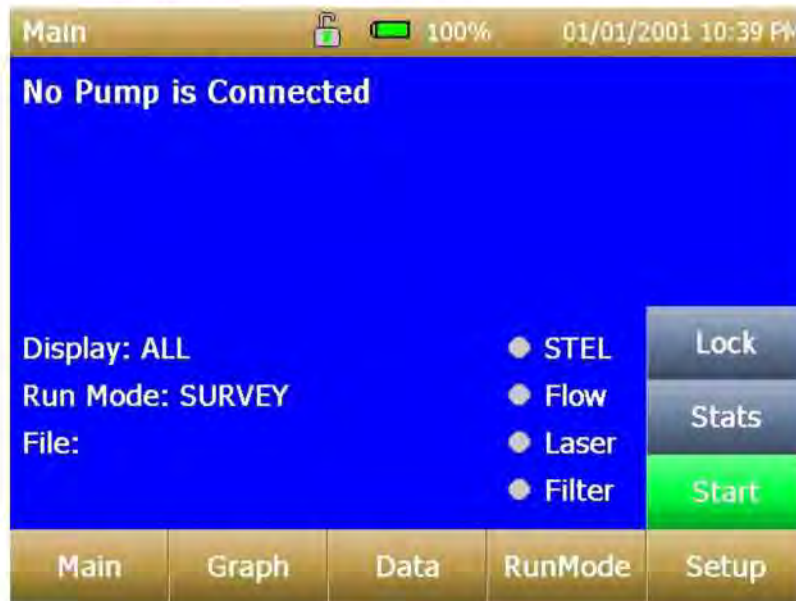 Main 100% 01/01/2001 10:39 PM
No Pump is Connected
Display: ALL STEL Lock
Run Mode: SURVEY Flow Stats
File: Laser
Filter Start
Main Graph Data RunMode Setup